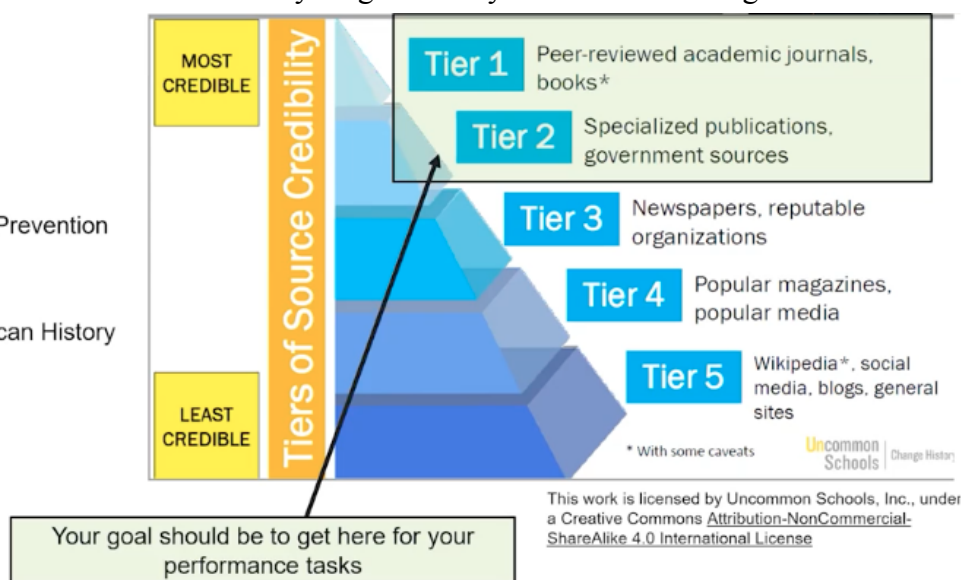 MOST
CREDIBLE
Tiers of Source Credibility
Tier 1
Peer-reviewed academic journals,
books*
Tier 2
Specialized publications,
government sources
Prevention
Tier 3
Newspapers, reputable
organizations
Tier 4
Popular magazines,
popular media
can History
Tier 5
Wikipedia*, social
media, blogs, general
sites
LEAST
CREDIBLE
* With some caveats
Uncommon
Schools
Change History
This work is licensed by Uncommon Schools, Inc., under
a Creative Commons Attribution-NonCommercial-
ShareAlike 4.0 International License
Your goal should be to get here for your
performance tasks